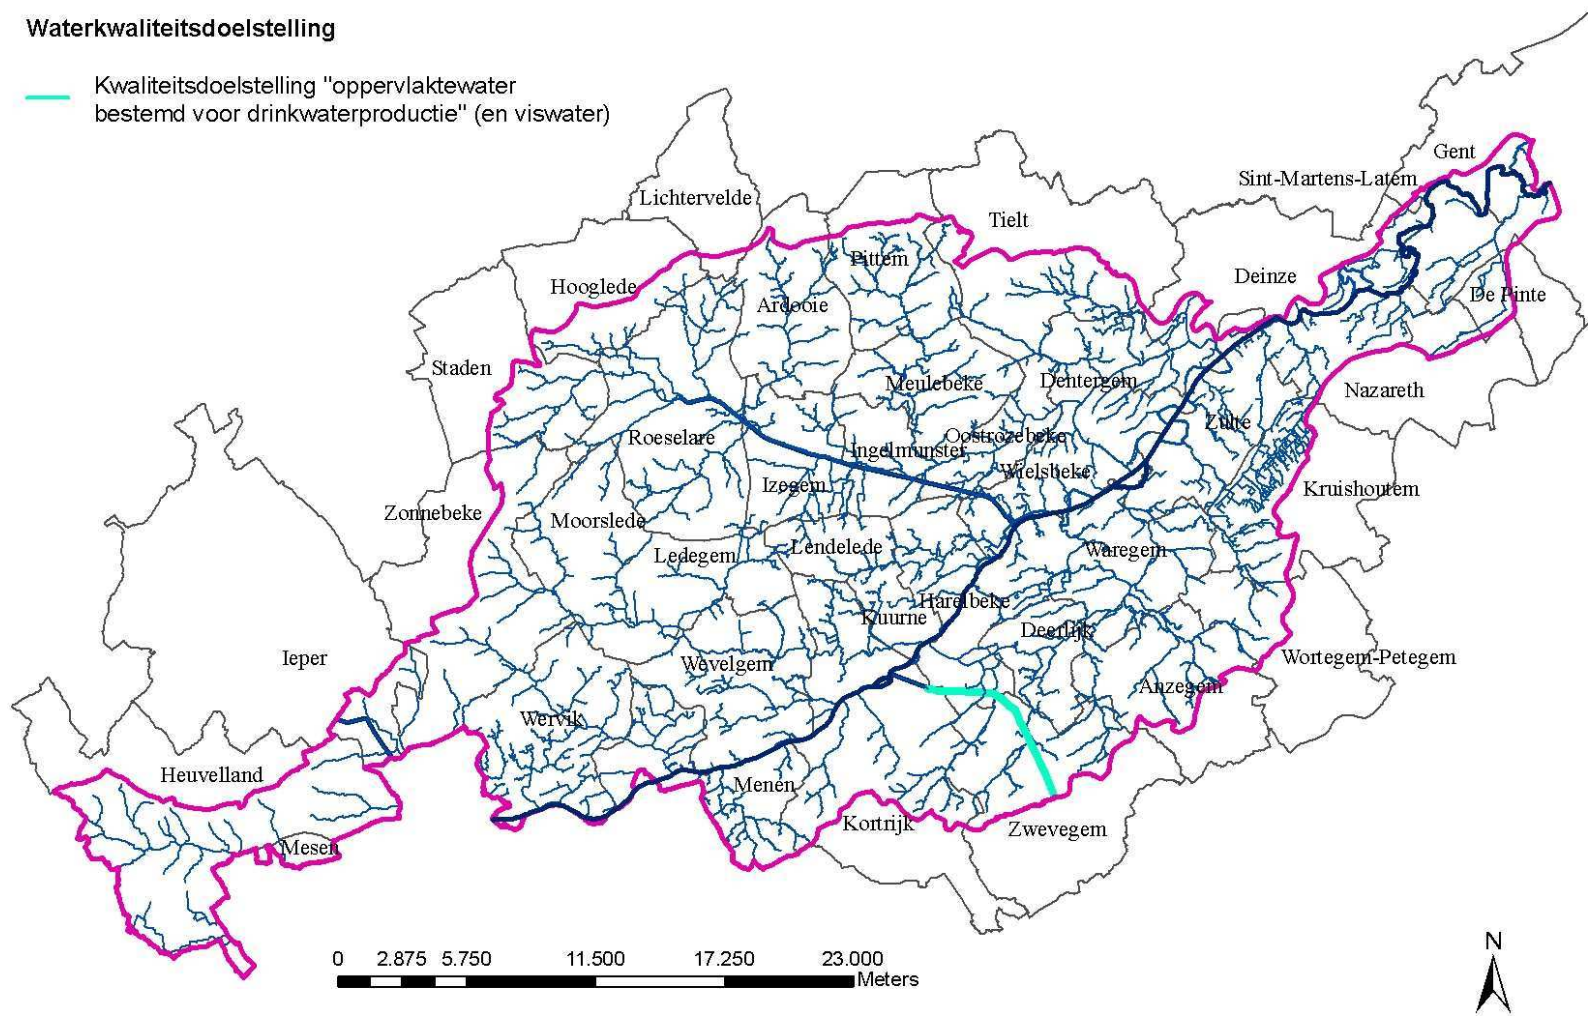 Waterkwaliteitsdoelstelling
Kwaliteitsdoelstelling "oppervlaktewater
bestemd voor drinkwaterproductie" (en viswater)
Gent
Sint-Martens-Latem
Lichtervelde
Tielt
Pittem
Deinze
Hooglede
De Pinte
Ardooie
Staden
Meulebeke
Dentergem
Nazareth
Zulte
Roeselare
Oostrozebeke
Ingelmunster
Wielsbeke
Izegem
Kruishoutem
Zonnebeke
Moorslede
Lendelede
Waregem
Ledegem
Harelbeke
Kuurne
Deerlijk
Ieper
Wevelgem
Wortegem-Petegem
Anzegem
Wervik
Heuvelland
Menen
Kortrijk
Zwevegem
Mesen
N
0 2.875 5.750 11.500 17.250 23.000
Meters